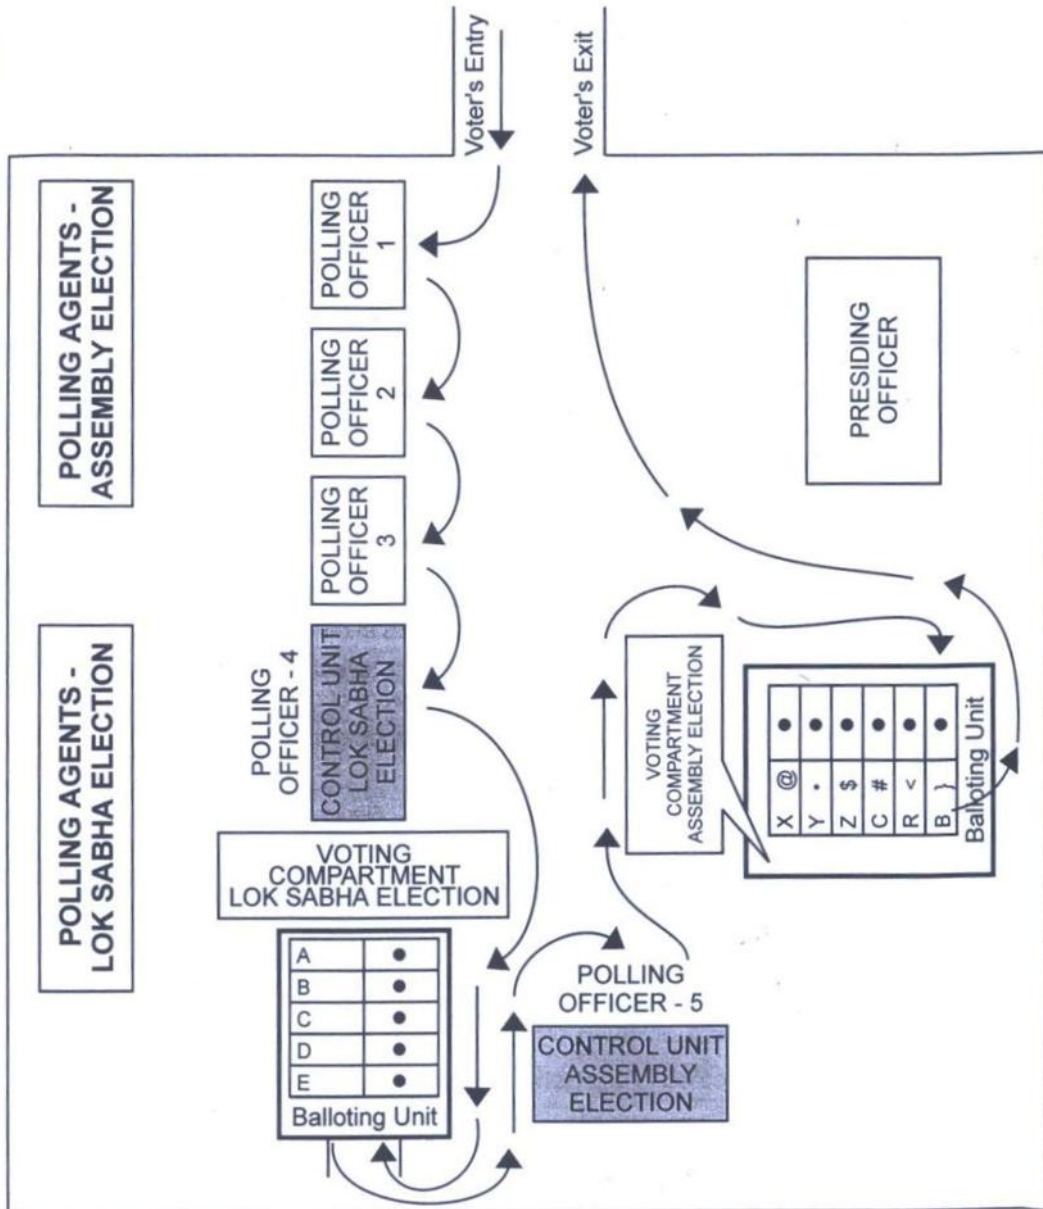 Voter's Entry
Voter's Exit
POLLING AGENTS -
ASSEMBLY ELECTION
POLLING
OFFICER
1
POLLING
OFFICER
2
POLLING
OFFICER
3
PRESIDING
OFFICER
POLLING AGENTS -
LOK SABHA ELECTION
POLLING
OFFICER - 4
CONTROL UNIT
LOK SABHA
ELECTION
VOTING
COMPARTMENT
LOK SABHA ELECTION
A
B
C
D
E
Balloting Unit
POLLING
OFFICER - 5
CONTROL UNIT
ASSEMBLY
ELECTION
VOTING
COMPARTMENT
ASSEMBLY ELECTION
X @
Y •
Z $
C #
R <
B }
Balloting Unit